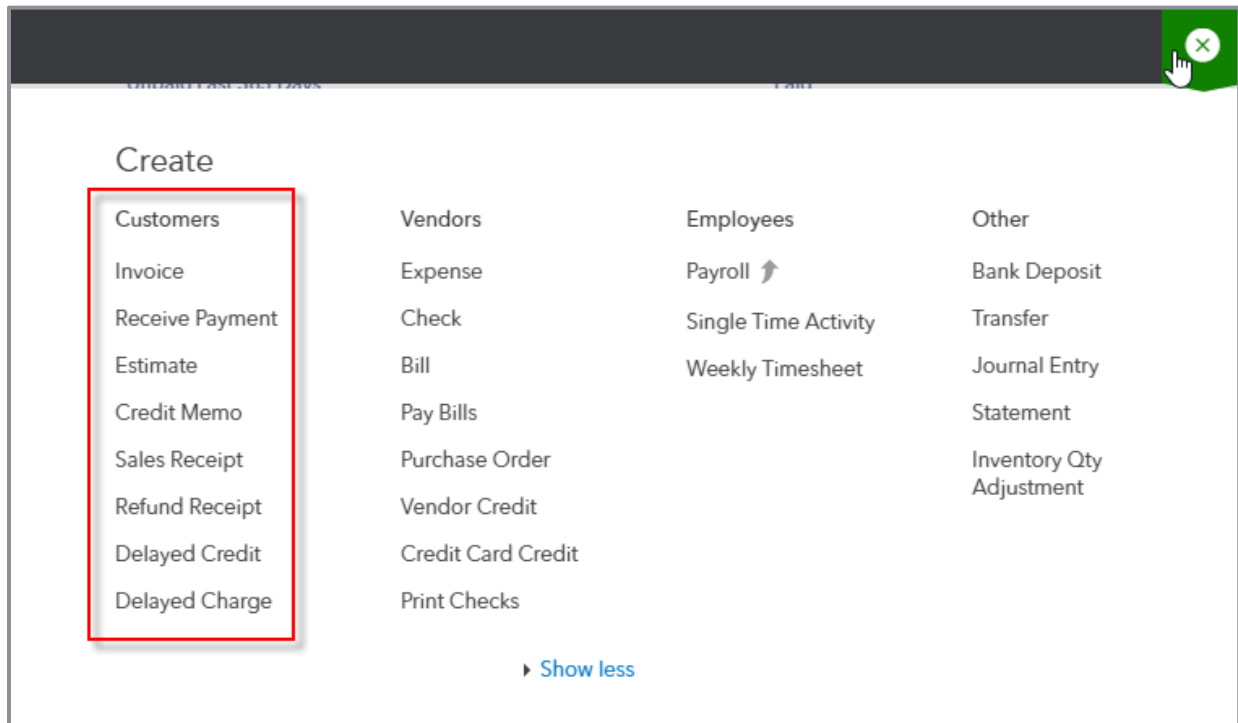 Create
Customers
Invoice
Receive Payment
Estimate
Credit Memo
Sales Receipt
Refund Receipt
Delayed Credit
Delayed Charge
Vendors
Expense
Check
Bill
Pay Bills
Purchase Order
Vendor Credit
Credit Card Credit
Print Checks
Employees
Payroll
Single Time Activity
Weekly Timesheet
Other
Bank Deposit
Transfer
Journal Entry
Statement
Inventory Qty
Adjustment
Show less